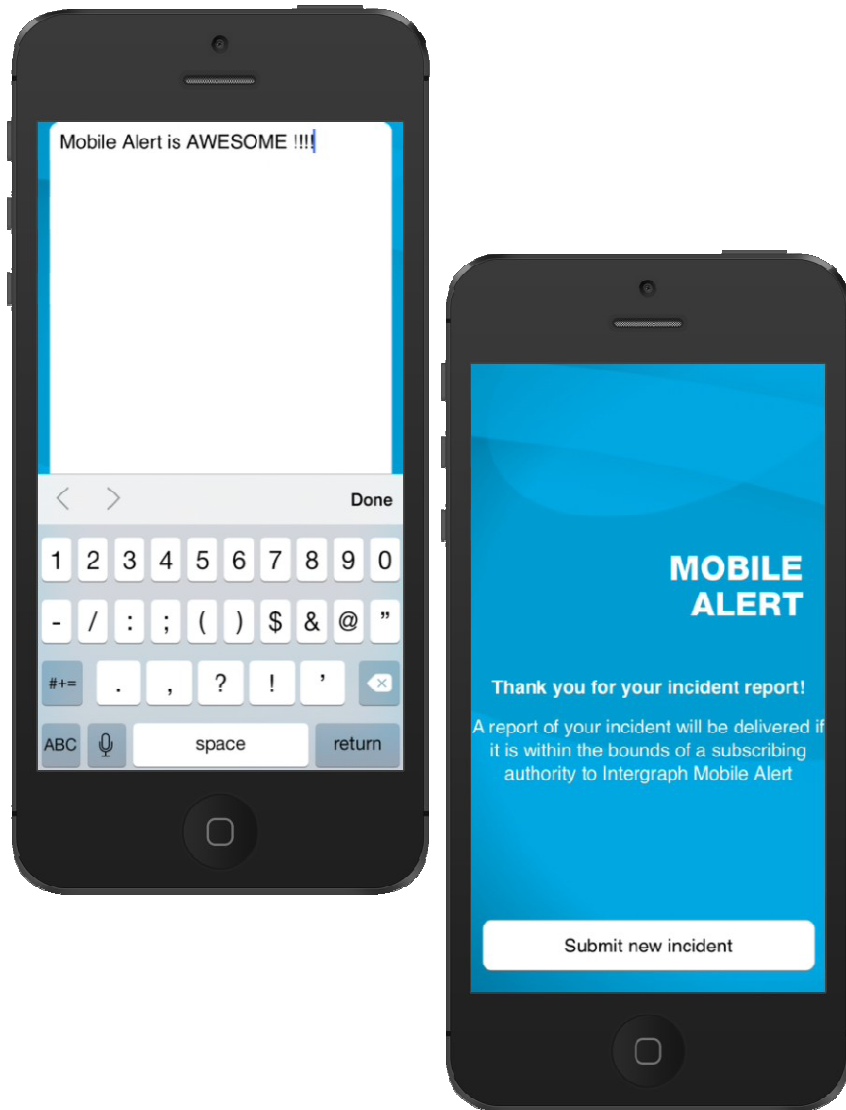 Mobile Alert is AWESOME !!!!
Done
1 2 3 4 5 6 7 8 9 0
- / : ; ( ) $ & @ ”
#+= . , ? ! ’
ABC space return
MOBILE
ALERT
Thank you for your incident report!
A report of your incident will be delivered if
it is within the bounds of a subscribing
authority to Intergraph Mobile Alert
Submit new incident